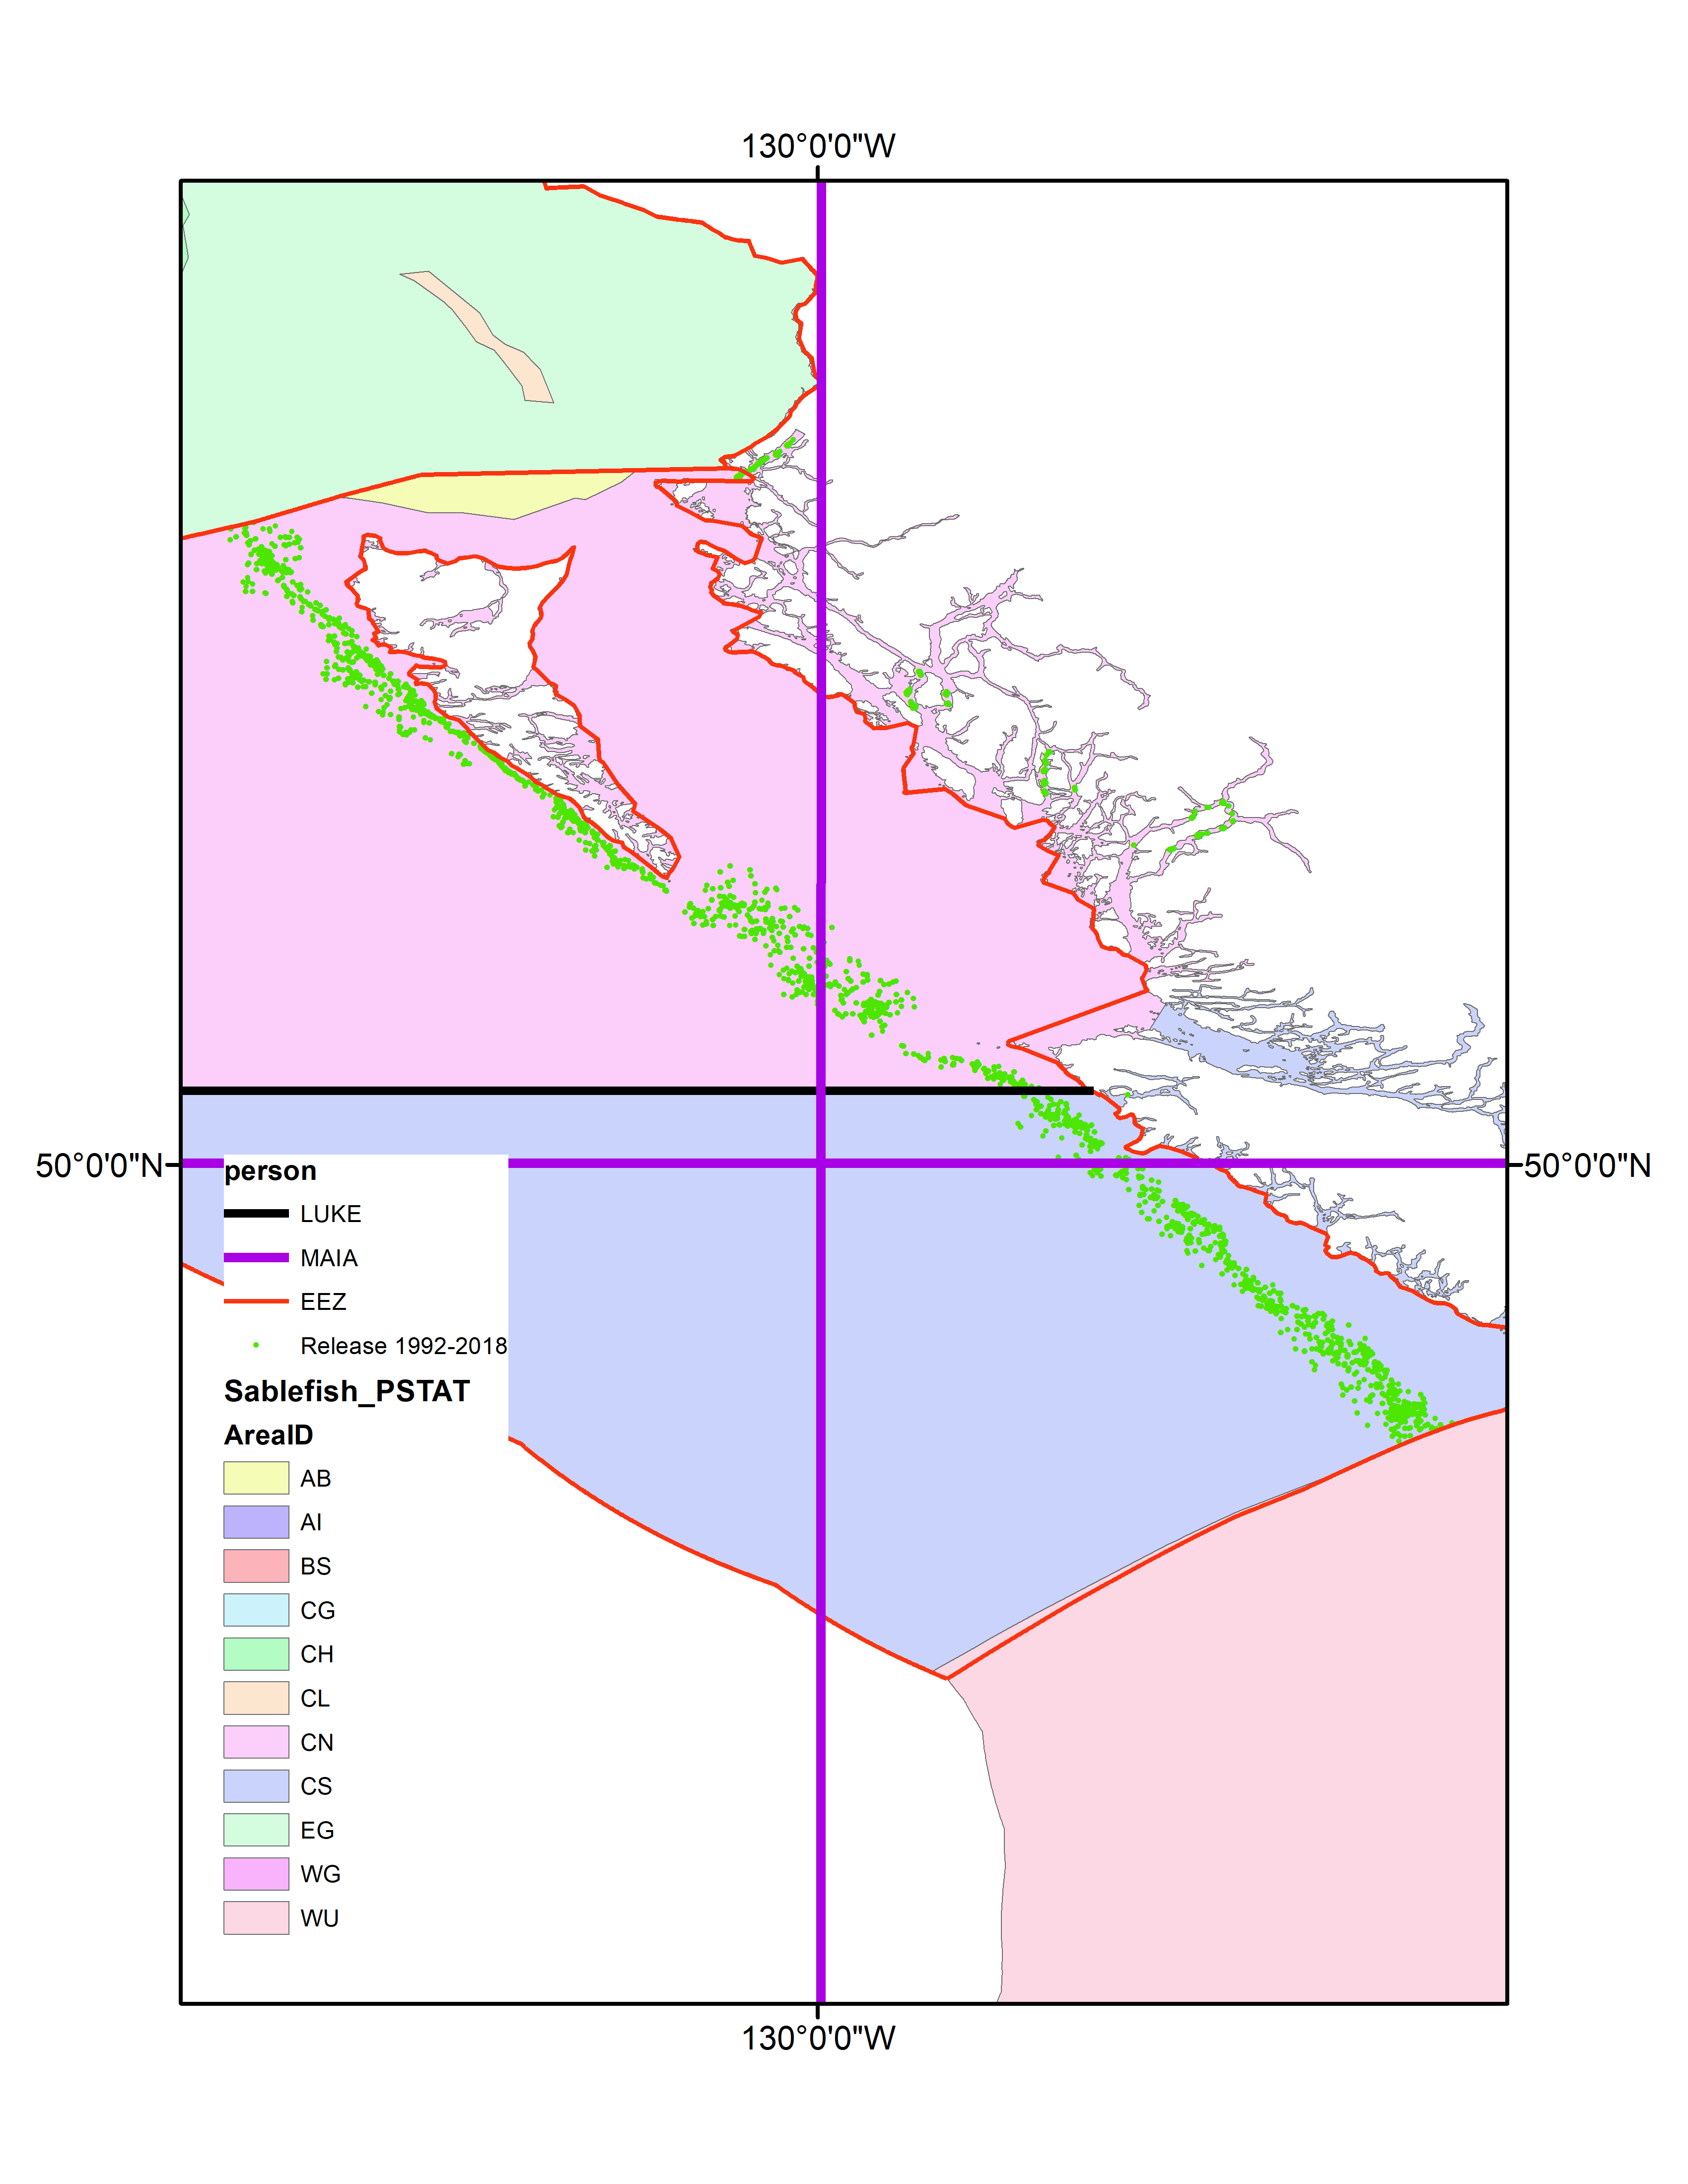 130°0'0"W
50°0'0"N
50°0'0"N
person
LUKE
MAIA
EEZ
Release 1992-2018
Sablefish_PSTAT
AreaID
AB
AI
BS
CG
CH
CL
CN
CS
EG
WG
WU
130°0'0"W